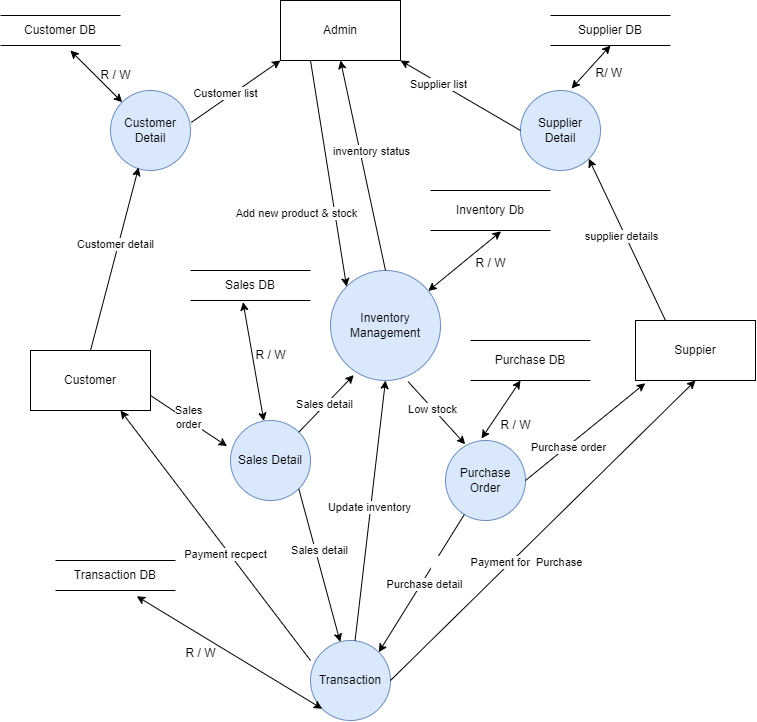 Customer DB
Admin
Supplier DB
R / W
R/ W
Customer list
Supplier list
Customer
Detail
Supplier
Detail
inventory status
Add new product & stock
Inventory Db
Customer detail
supplier details
R / W
Sales DB
Inventory
Management
R / W
Purchase DB
Suppier
Customer
Sales
order
Sales detail
Low stock
R / W
Purchase order
Sales Detail
Purchase
Order
Update inventory
Sales detail
Payment recpect
Payment for  Purchase
Transaction DB
Purchase detail
R / W
Transaction